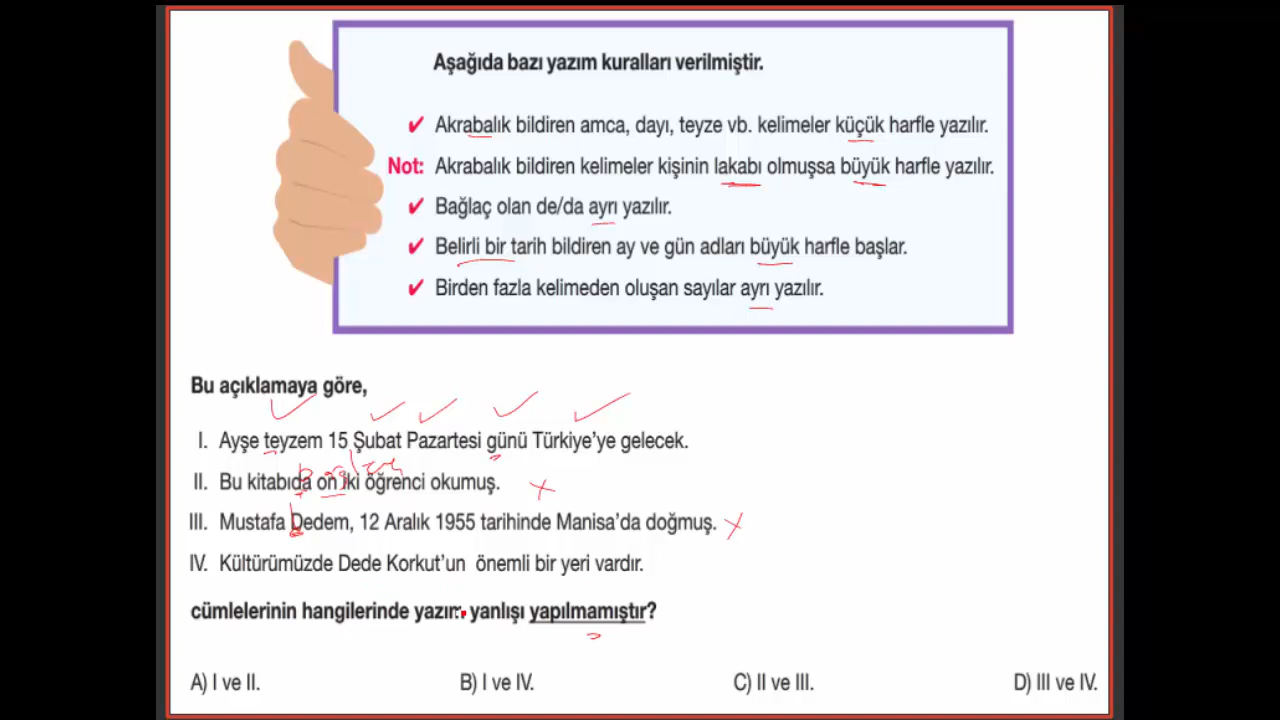 Aşağıda bazı yazım kuralları verilmiştir.
✔ Akrabalık bildiren amca, dayı, teyze vb. kelimeler küçük harfle yazılır.
Not: Akrabalık bildiren kelimeler kişinin lakabı olmuşsa büyük harfle yazılır.
✔ Bağlaç olan de/da ayrı yazılır.
✔ Belirli bir tarih bildiren ay ve gün adları büyük harfle başlar.
✔ Birden fazla kelimeden oluşan sayılar ayrı yazılır.
Bu açıklamaya göre,
I. Ayşe teyzem 15 Şubat Pazartesi günü Türkiye’ye gelecek.
Bağlaç
II. Bu kitabıda on iki öğrenci okumuş.
III. Mustafa Dedem, 12 Aralık 1955 tarihinde Manisa’da doğmuş.
IV. Kültürümüzde Dede Korkut’un önemli bir yeri vardır.
cümlelerinin hangilerinde yazım yanlışı yapılmamıştır?
A) I ve II. B) I ve IV. C) II ve III. D) III ve IV.